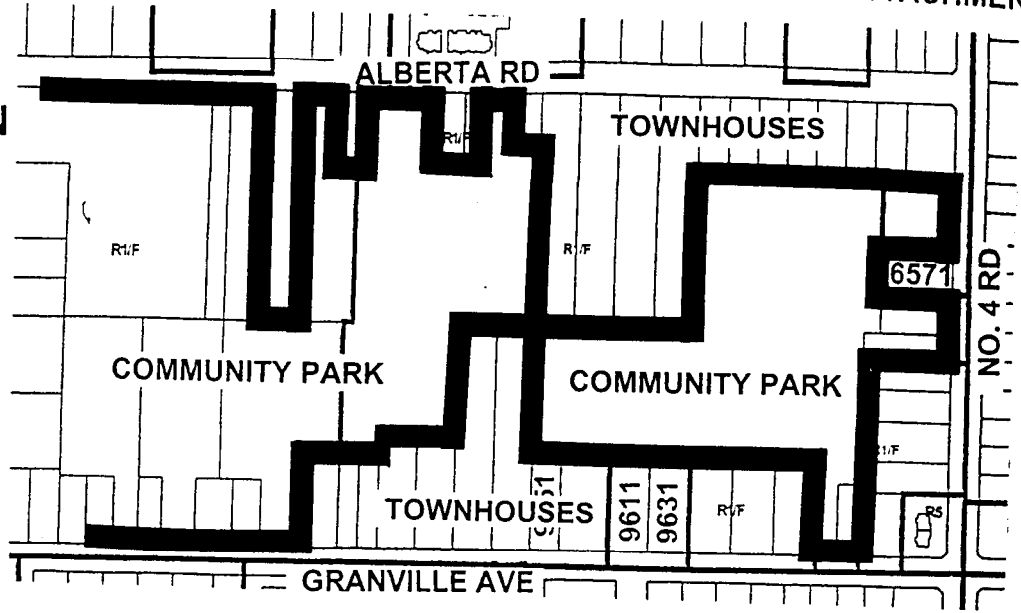 ALBERTA RD
R1/F
TOWNHOUSES
R1/F
R1/F
6571
NO. 4 RD
COMMUNITY PARK
COMMUNITY PARK
R1/F
TOWNHOUSES
9611
9631
R1/F
R5
GRANVILLE AVE